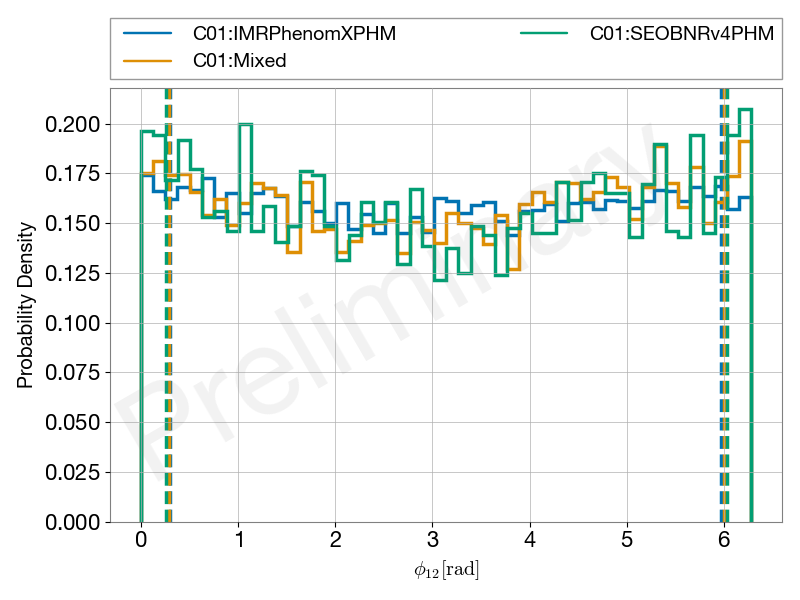 C01:IMRPhenomXPHM
C01:Mixed
C01:SEOBNRv4PHM
Probability Density
0.200
0.175
0.150
0.125
0.100
0.075
0.050
0.025
0.000
Preliminary
0 1 2 3 4 5 6
ϕ₁₂[rad]